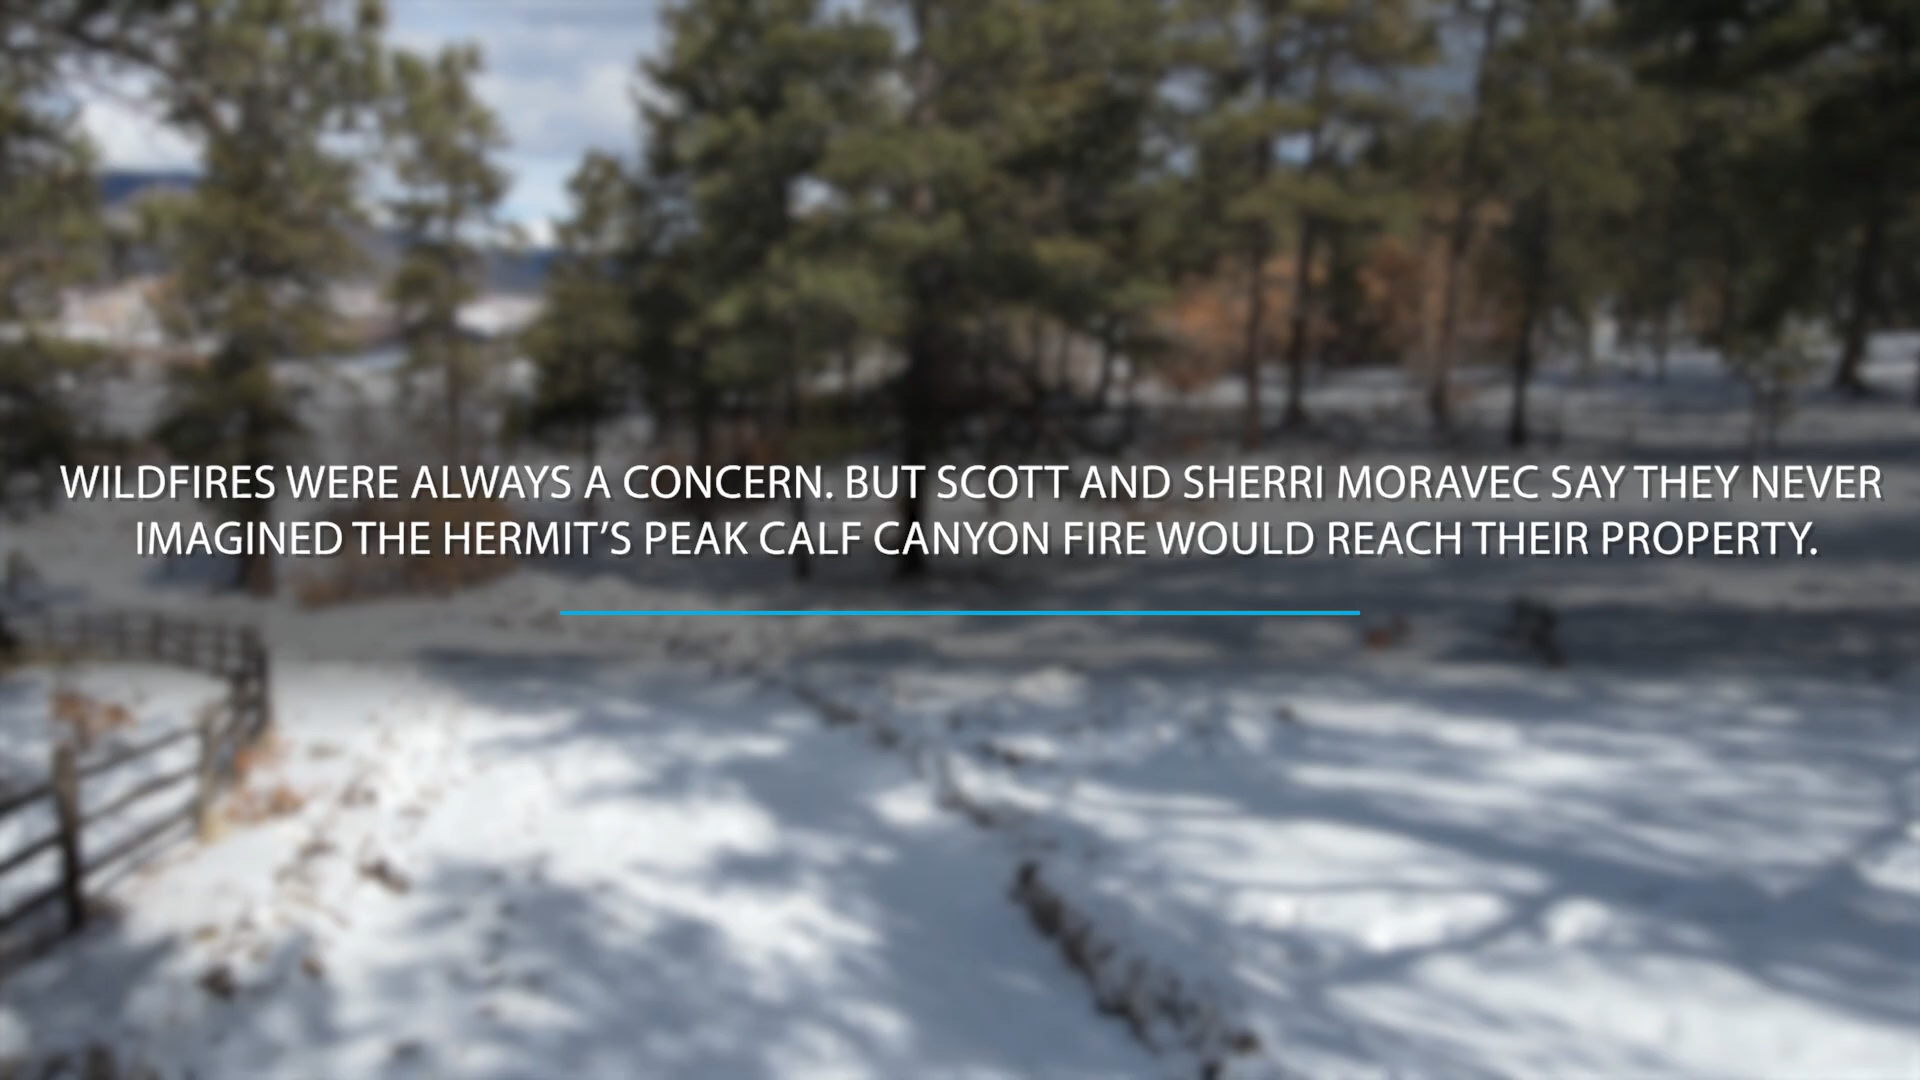 WILDFIRES WERE ALWAYS A CONCERN. BUT SCOTT AND SHERRI MORAVEC SAY THEY NEVER
IMAGINED THE HERMIT’S PEAK CALF CANYON FIRE WOULD REACH THEIR PROPERTY.